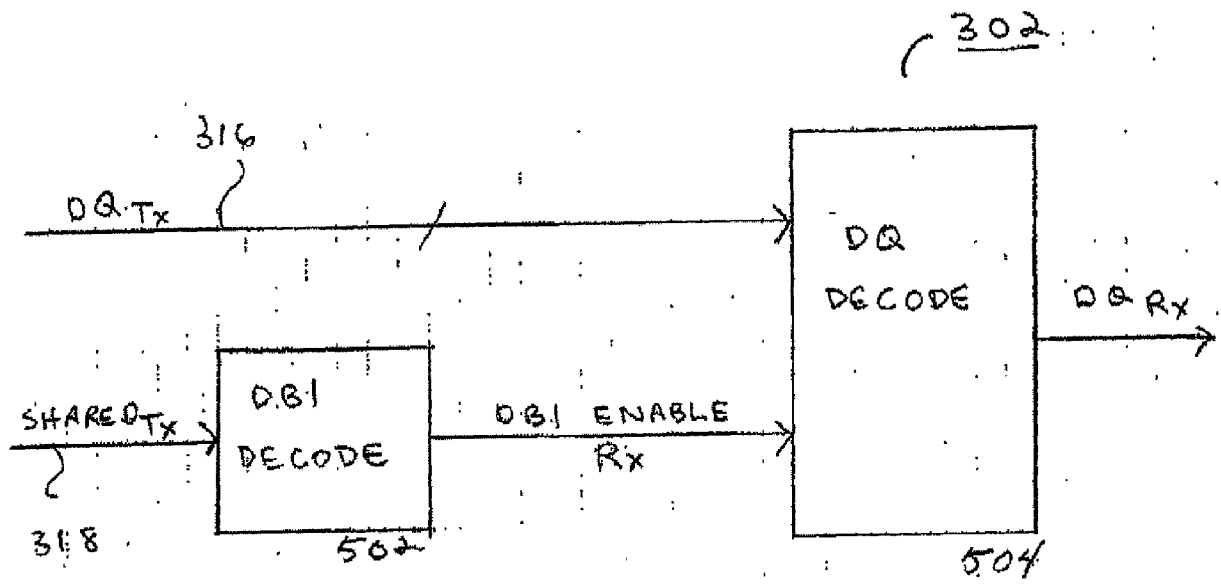 302
316
DQ Tx
DQ
DECODE
DQ Rx
SHARED Tx
DBI
DECODE
DBI ENABLE
Rx
318
502
504